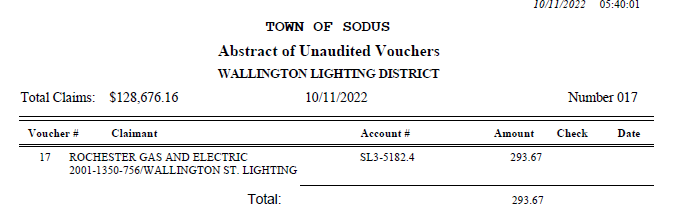 10/11/2022 05:40:01
TOWN OF SODUS
Abstract of Unaudited Vouchers
WALLINGTON LIGHTING DISTRICT
Total Claims: $128,676.16 10/11/2022 Number 017
Voucher # Claimant Account # Amount Check Date
17 ROCHESTER GAS AND ELECTRIC SL3-5182.4 293.67
2001-1350-756/WALLINGTON ST. LIGHTING
Total: 293.67